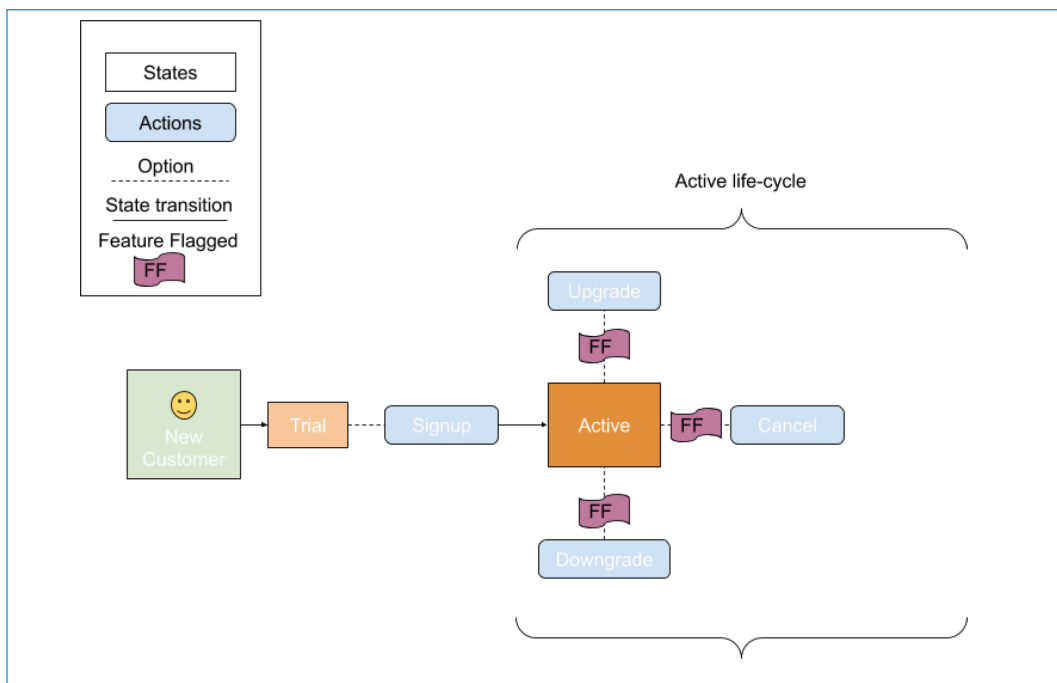 States
Actions
Option
State transition
Feature Flagged
FF
Active life-cycle
Upgrade
FF
New
Customer
Trial
Signup
Active
FF
Cancel
FF
Downgrade